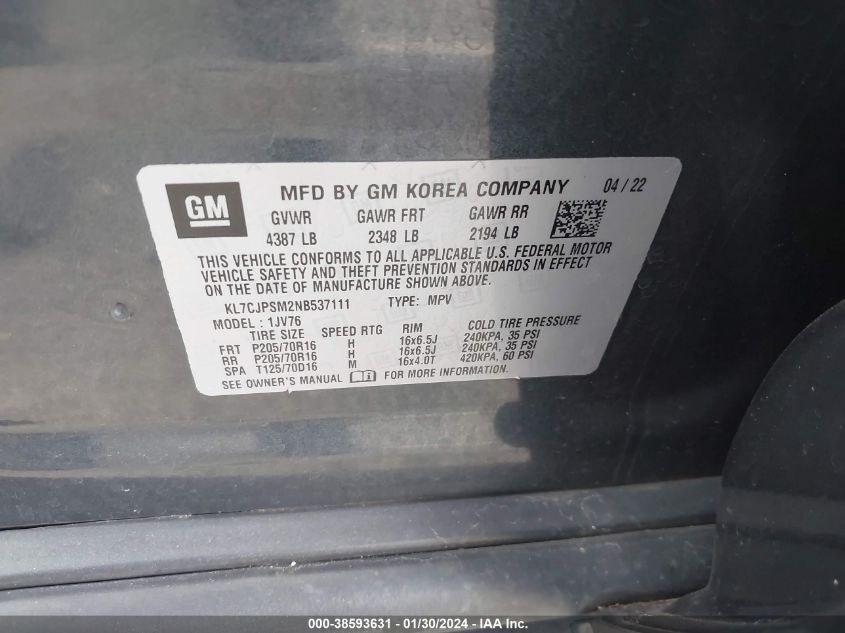 GM MFD BY GM KOREA COMPANY 04 / 22
GVWR GAWR FRT GAWR RR
4387 LB 2348 LB 2194 LB
THIS VEHICLE CONFORMS TO ALL APPLICABLE U.S. FEDERAL MOTOR
VEHICLE SAFETY AND THEFT PREVENTION STANDARDS IN EFFECT
ON THE DATE OF MANUFACTURE SHOWN ABOVE.
KL7CJPSM2NB537111 TYPE: MPV
MODEL : 1JV76
TIRE SIZE SPEED RTG RIM COLD TIRE PRESSURE
FRT P205/70R16 H 16x6.5J 240KPA, 35 PSI
RR P205/70R16 H 16x6.5J 240KPA, 35 PSI
SPA T125/70D16 M 16x4.0T 420KPA, 60 PSI
SEE OWNER'S MANUAL FOR MORE INFORMATION.
000-38593631 - 01/30/2024 - IAA Inc.